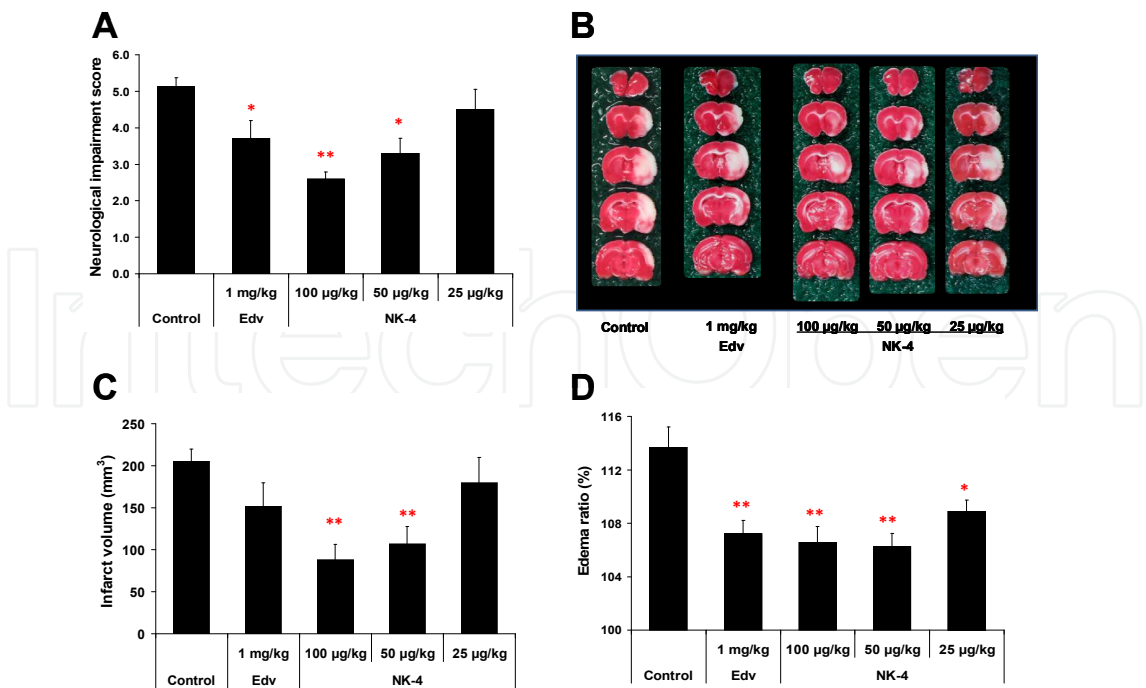 A
Neurological impairment score
6.0
5.0
4.0
3.0
2.0
1.0
0.0
*
**
*
1 mg/kg 100 µg/kg 50 µg/kg 25 µg/kg
Control Edv NK-4
B
Control 1 mg/kg 100 µg/kg 50 µg/kg 25 µg/kg
Edv NK-4
IntechOpen
C
Infarct volume (mm³)
250
200
150
100
50
0
** **
1 mg/kg 100 µg/kg 50 µg/kg 25 µg/kg
Control Edv NK-4
D
Edema ratio (%)
116
112
108
104
100
** ** ** *
1 mg/kg 100 µg/kg 50 µg/kg 25 µg/kg
Control Edv NK-4